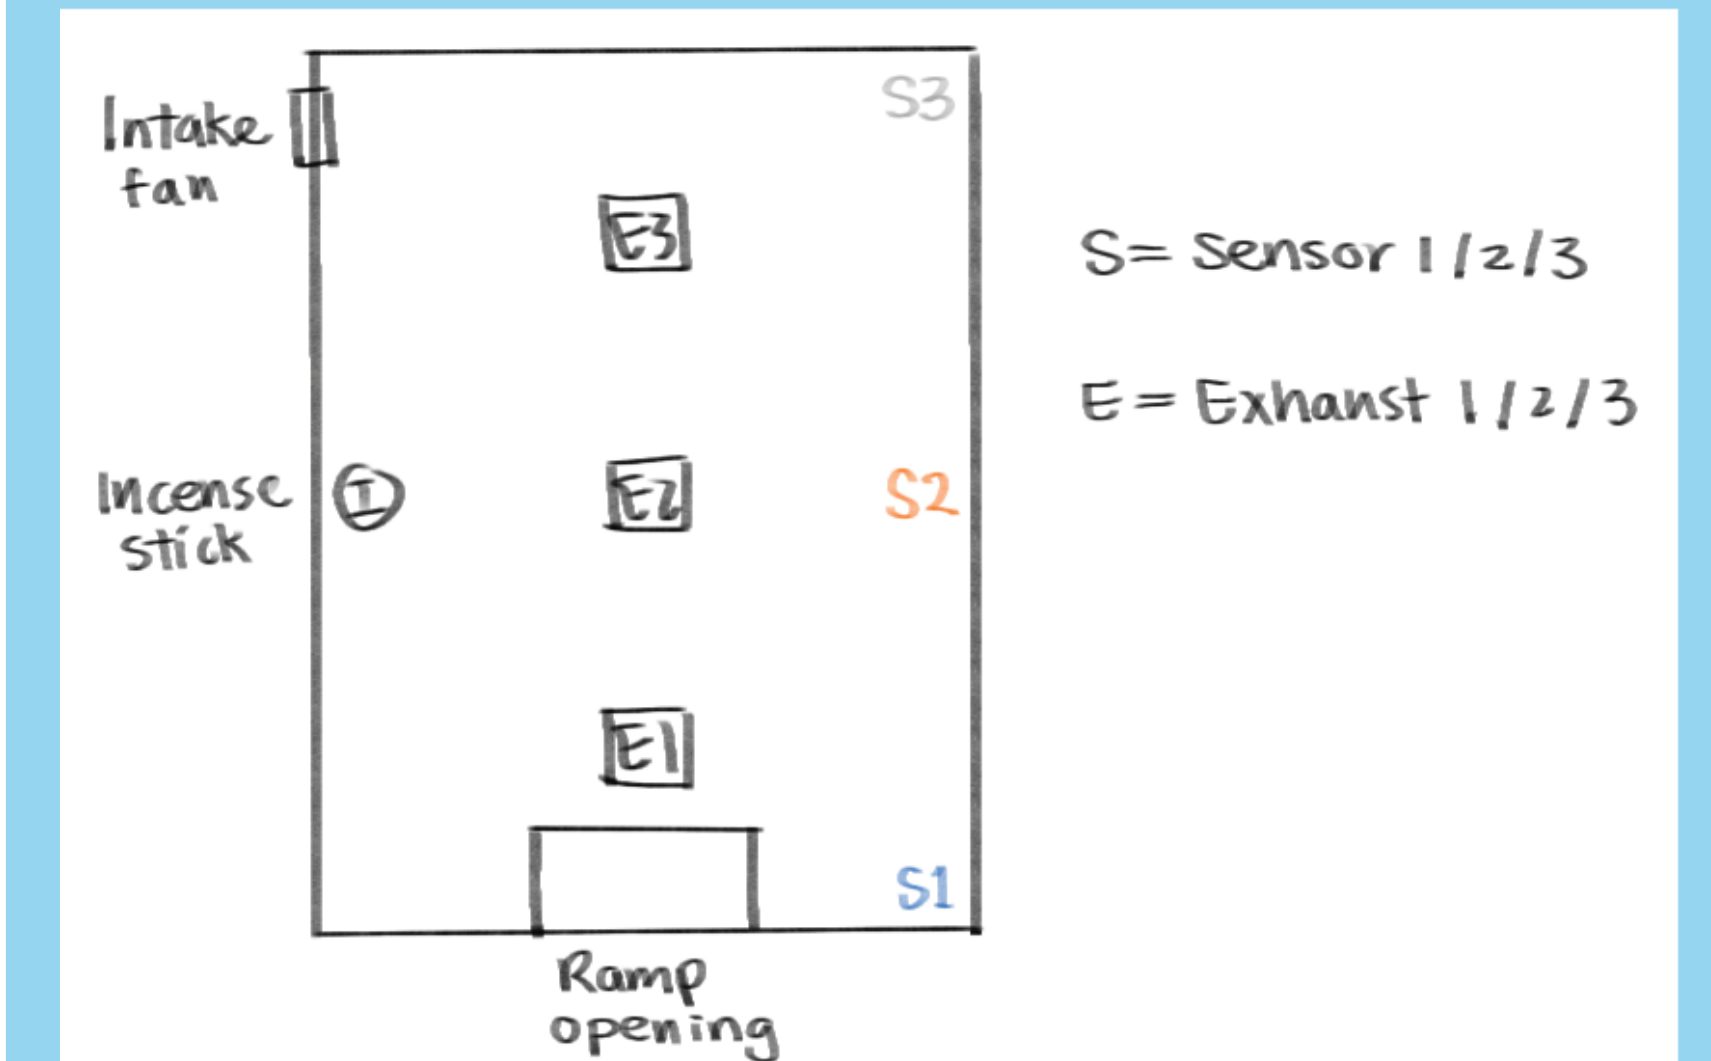 Intake
fan
S3
E3
S = Sensor 1/2/3
E = Exhanst 1/2/3
Incense
stick
I
E2
S2
E1
S1
Ramp
opening